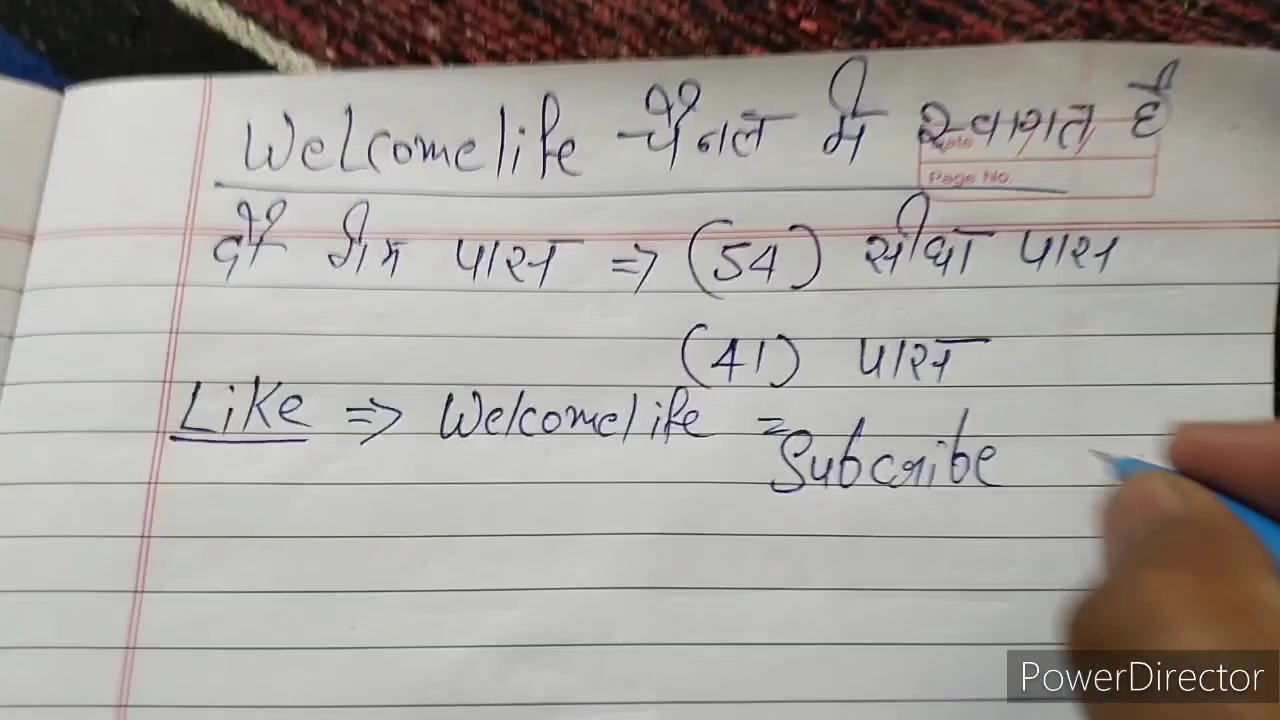 Welcomelife चैनल में स्वागत है
Date
Page No.
दो गेम पास => (54) सीधा पास
(41) पास
Like => Welcomelife =
Subcribe
PowerDirector